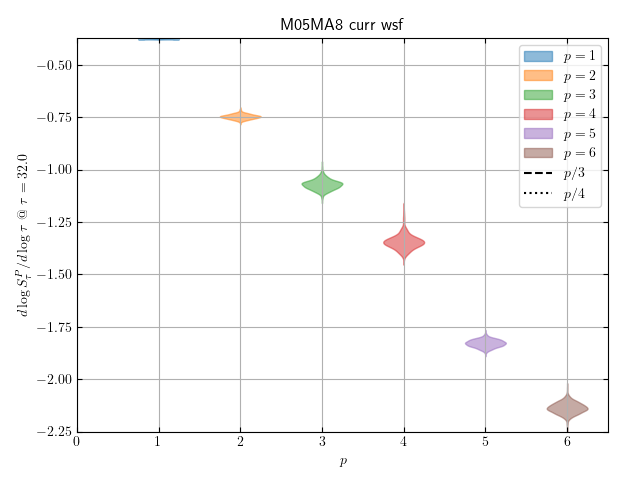 M05MA8 curr wsf
d log S_τ^P / d log τ @ τ = 32.0
−0.50
−0.75
−1.00
−1.25
−1.50
−1.75
−2.00
−2.25
p = 1
p = 2
p = 3
p = 4
p = 5
p = 6
p/3
p/4
0 1 2 3 4 5 6
p